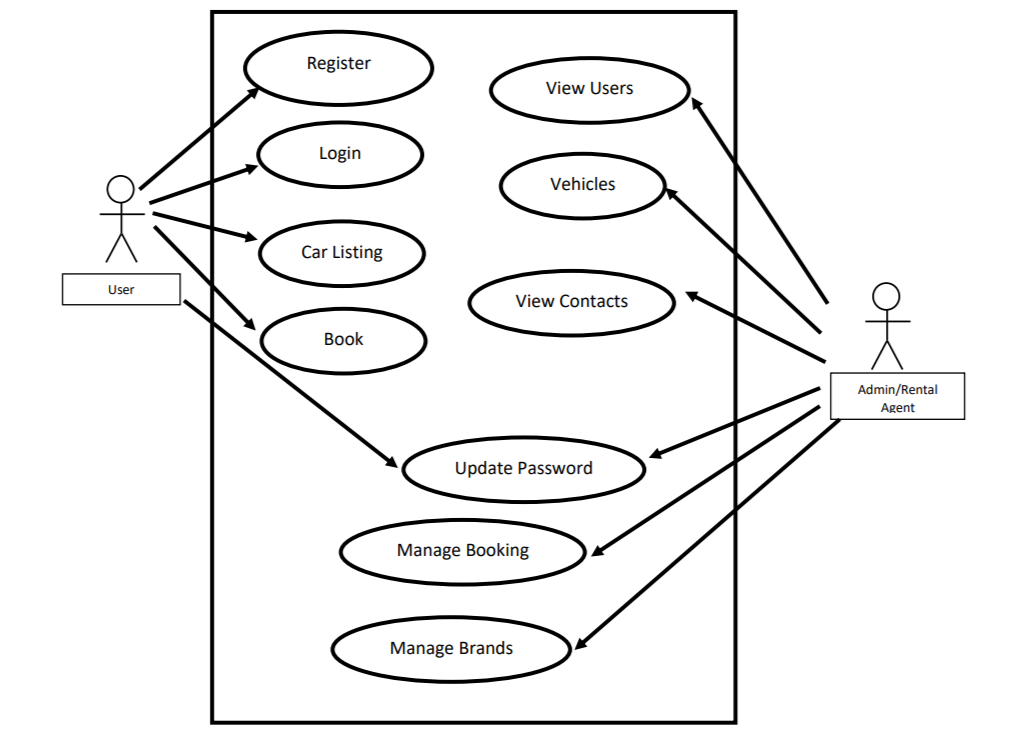 Register
View Users
Login
Vehicles
Car Listing
User
View Contacts
Book
Admin/Rental
Agent
Update Password
Manage Booking
Manage Brands